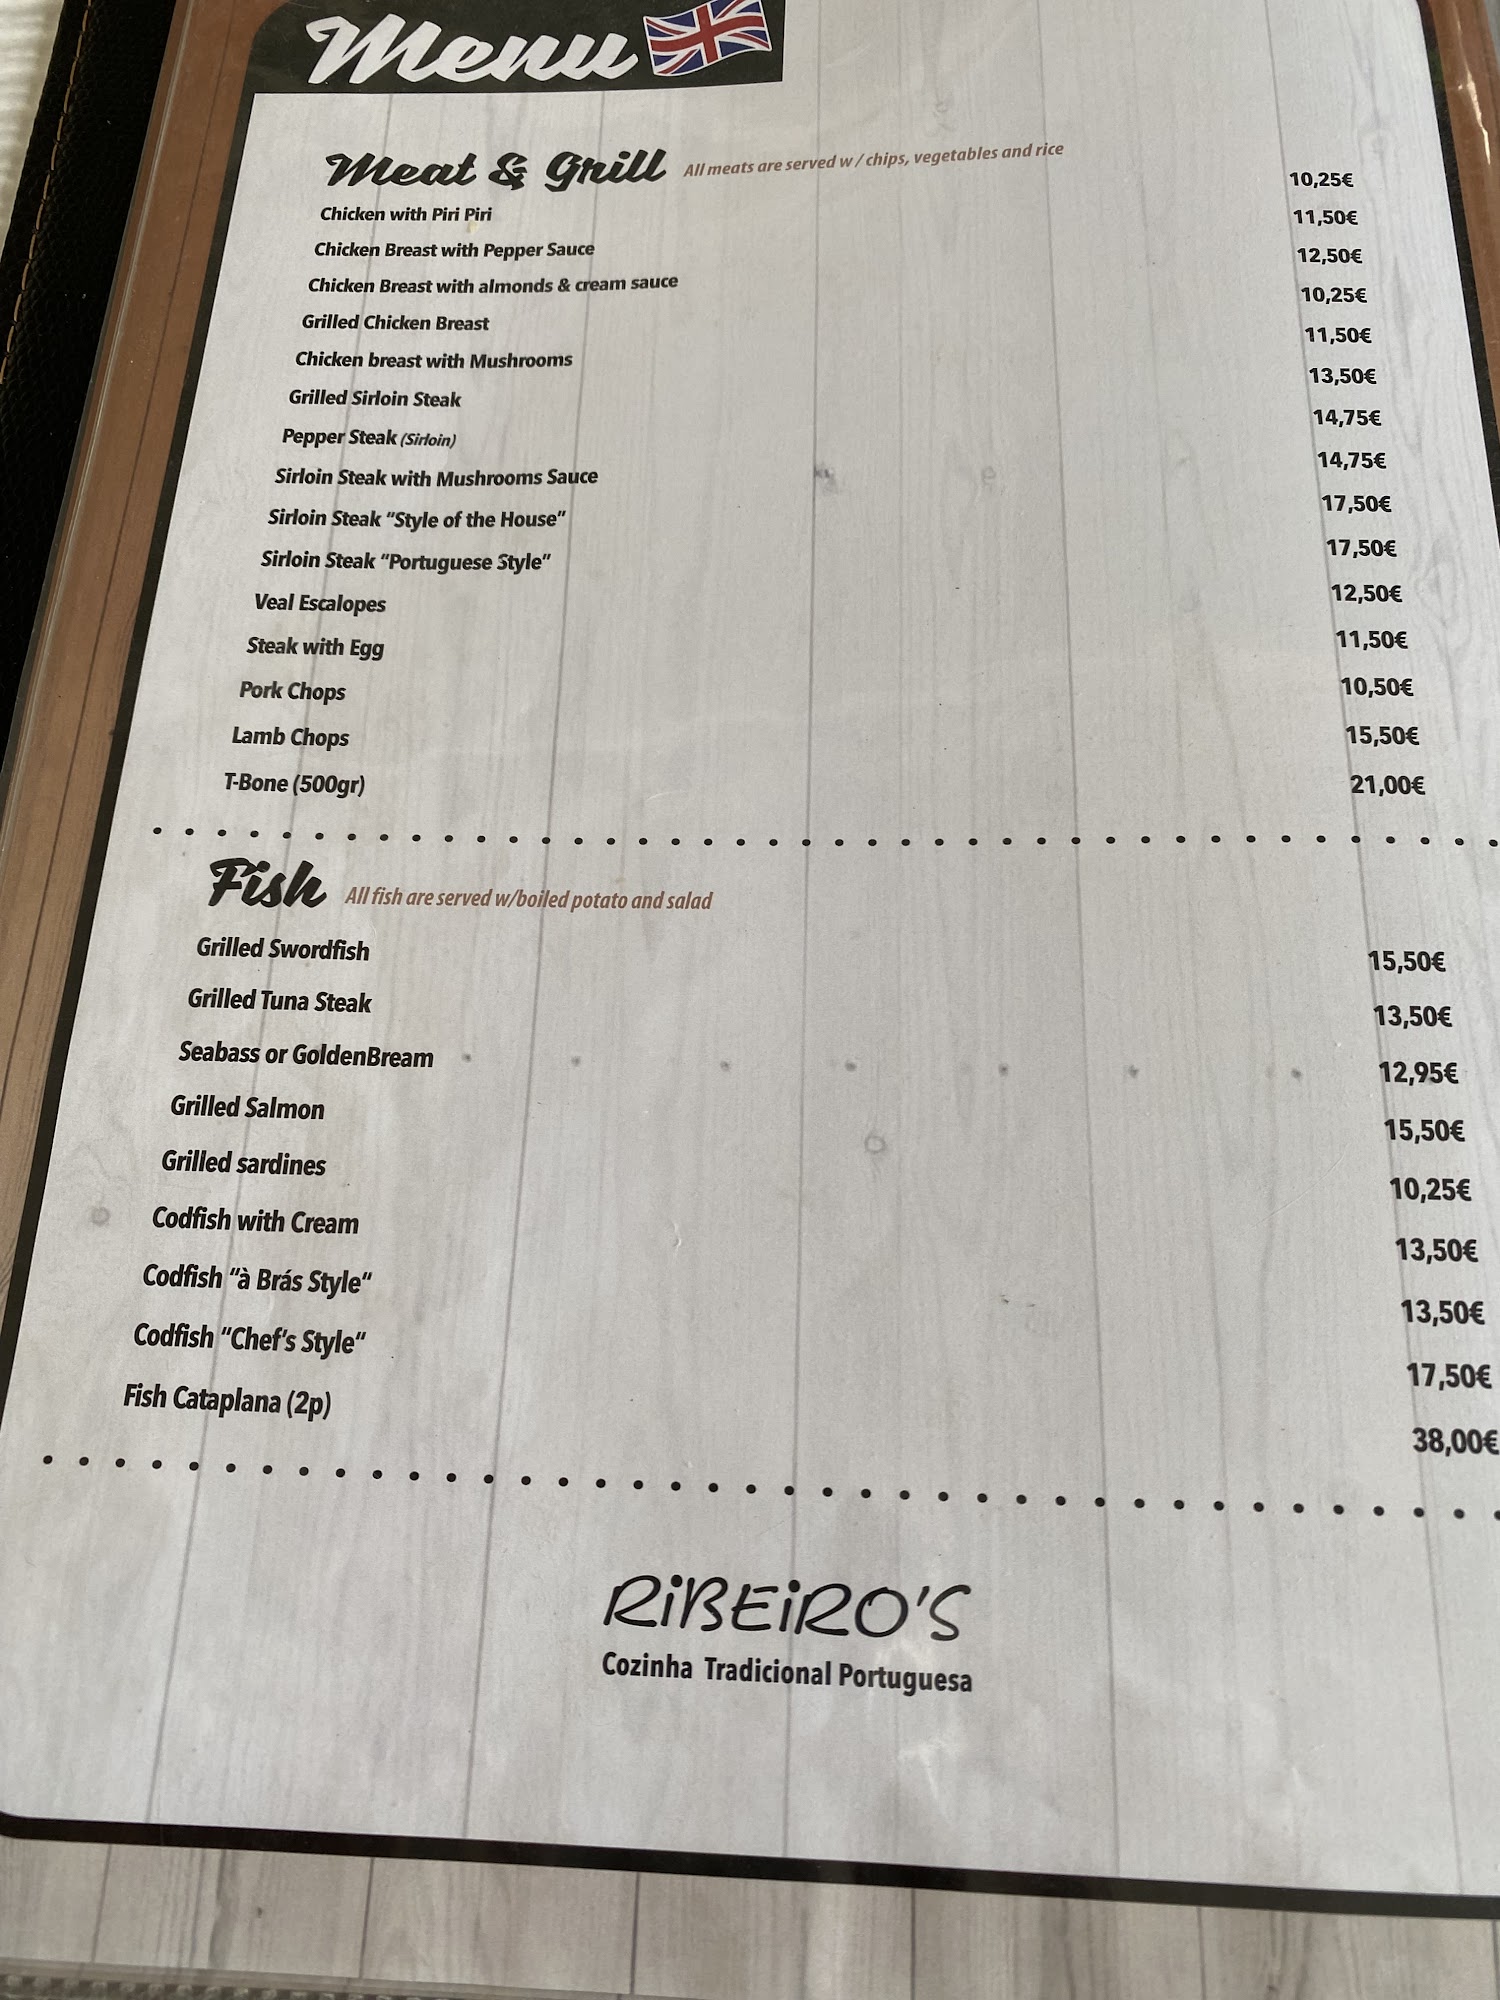 Menu
Meat & Grill All meats are served w / chips, vegetables and rice
Chicken with Piri Piri 10,25€
Chicken Breast with Pepper Sauce 11,50€
Chicken Breast with almonds & cream sauce 12,50€
Grilled Chicken Breast 10,25€
Chicken breast with Mushrooms 11,50€
Grilled Sirloin Steak 13,50€
Pepper Steak (Sirloin) 14,75€
Sirloin Steak with Mushrooms Sauce 14,75€
Sirloin Steak “Style of the House” 17,50€
Sirloin Steak “Portuguese Style” 17,50€
Veal Escalopes 12,50€
Steak with Egg 11,50€
Pork Chops 10,50€
Lamb Chops 15,50€
T-Bone (500gr) 21,00€
Fish All fish are served w/boiled potato and salad
Grilled Swordfish 15,50€
Grilled Tuna Steak 13,50€
Seabass or GoldenBream 12,95€
Grilled Salmon 15,50€
Grilled sardines 10,25€
Codfish with Cream 13,50€
Codfish “à Brás Style“ 13,50€
Codfish “Chef’s Style“ 17,50€
Fish Cataplana (2p) 38,00€
RiBEiRO'S
Cozinha Tradicional Portuguesa